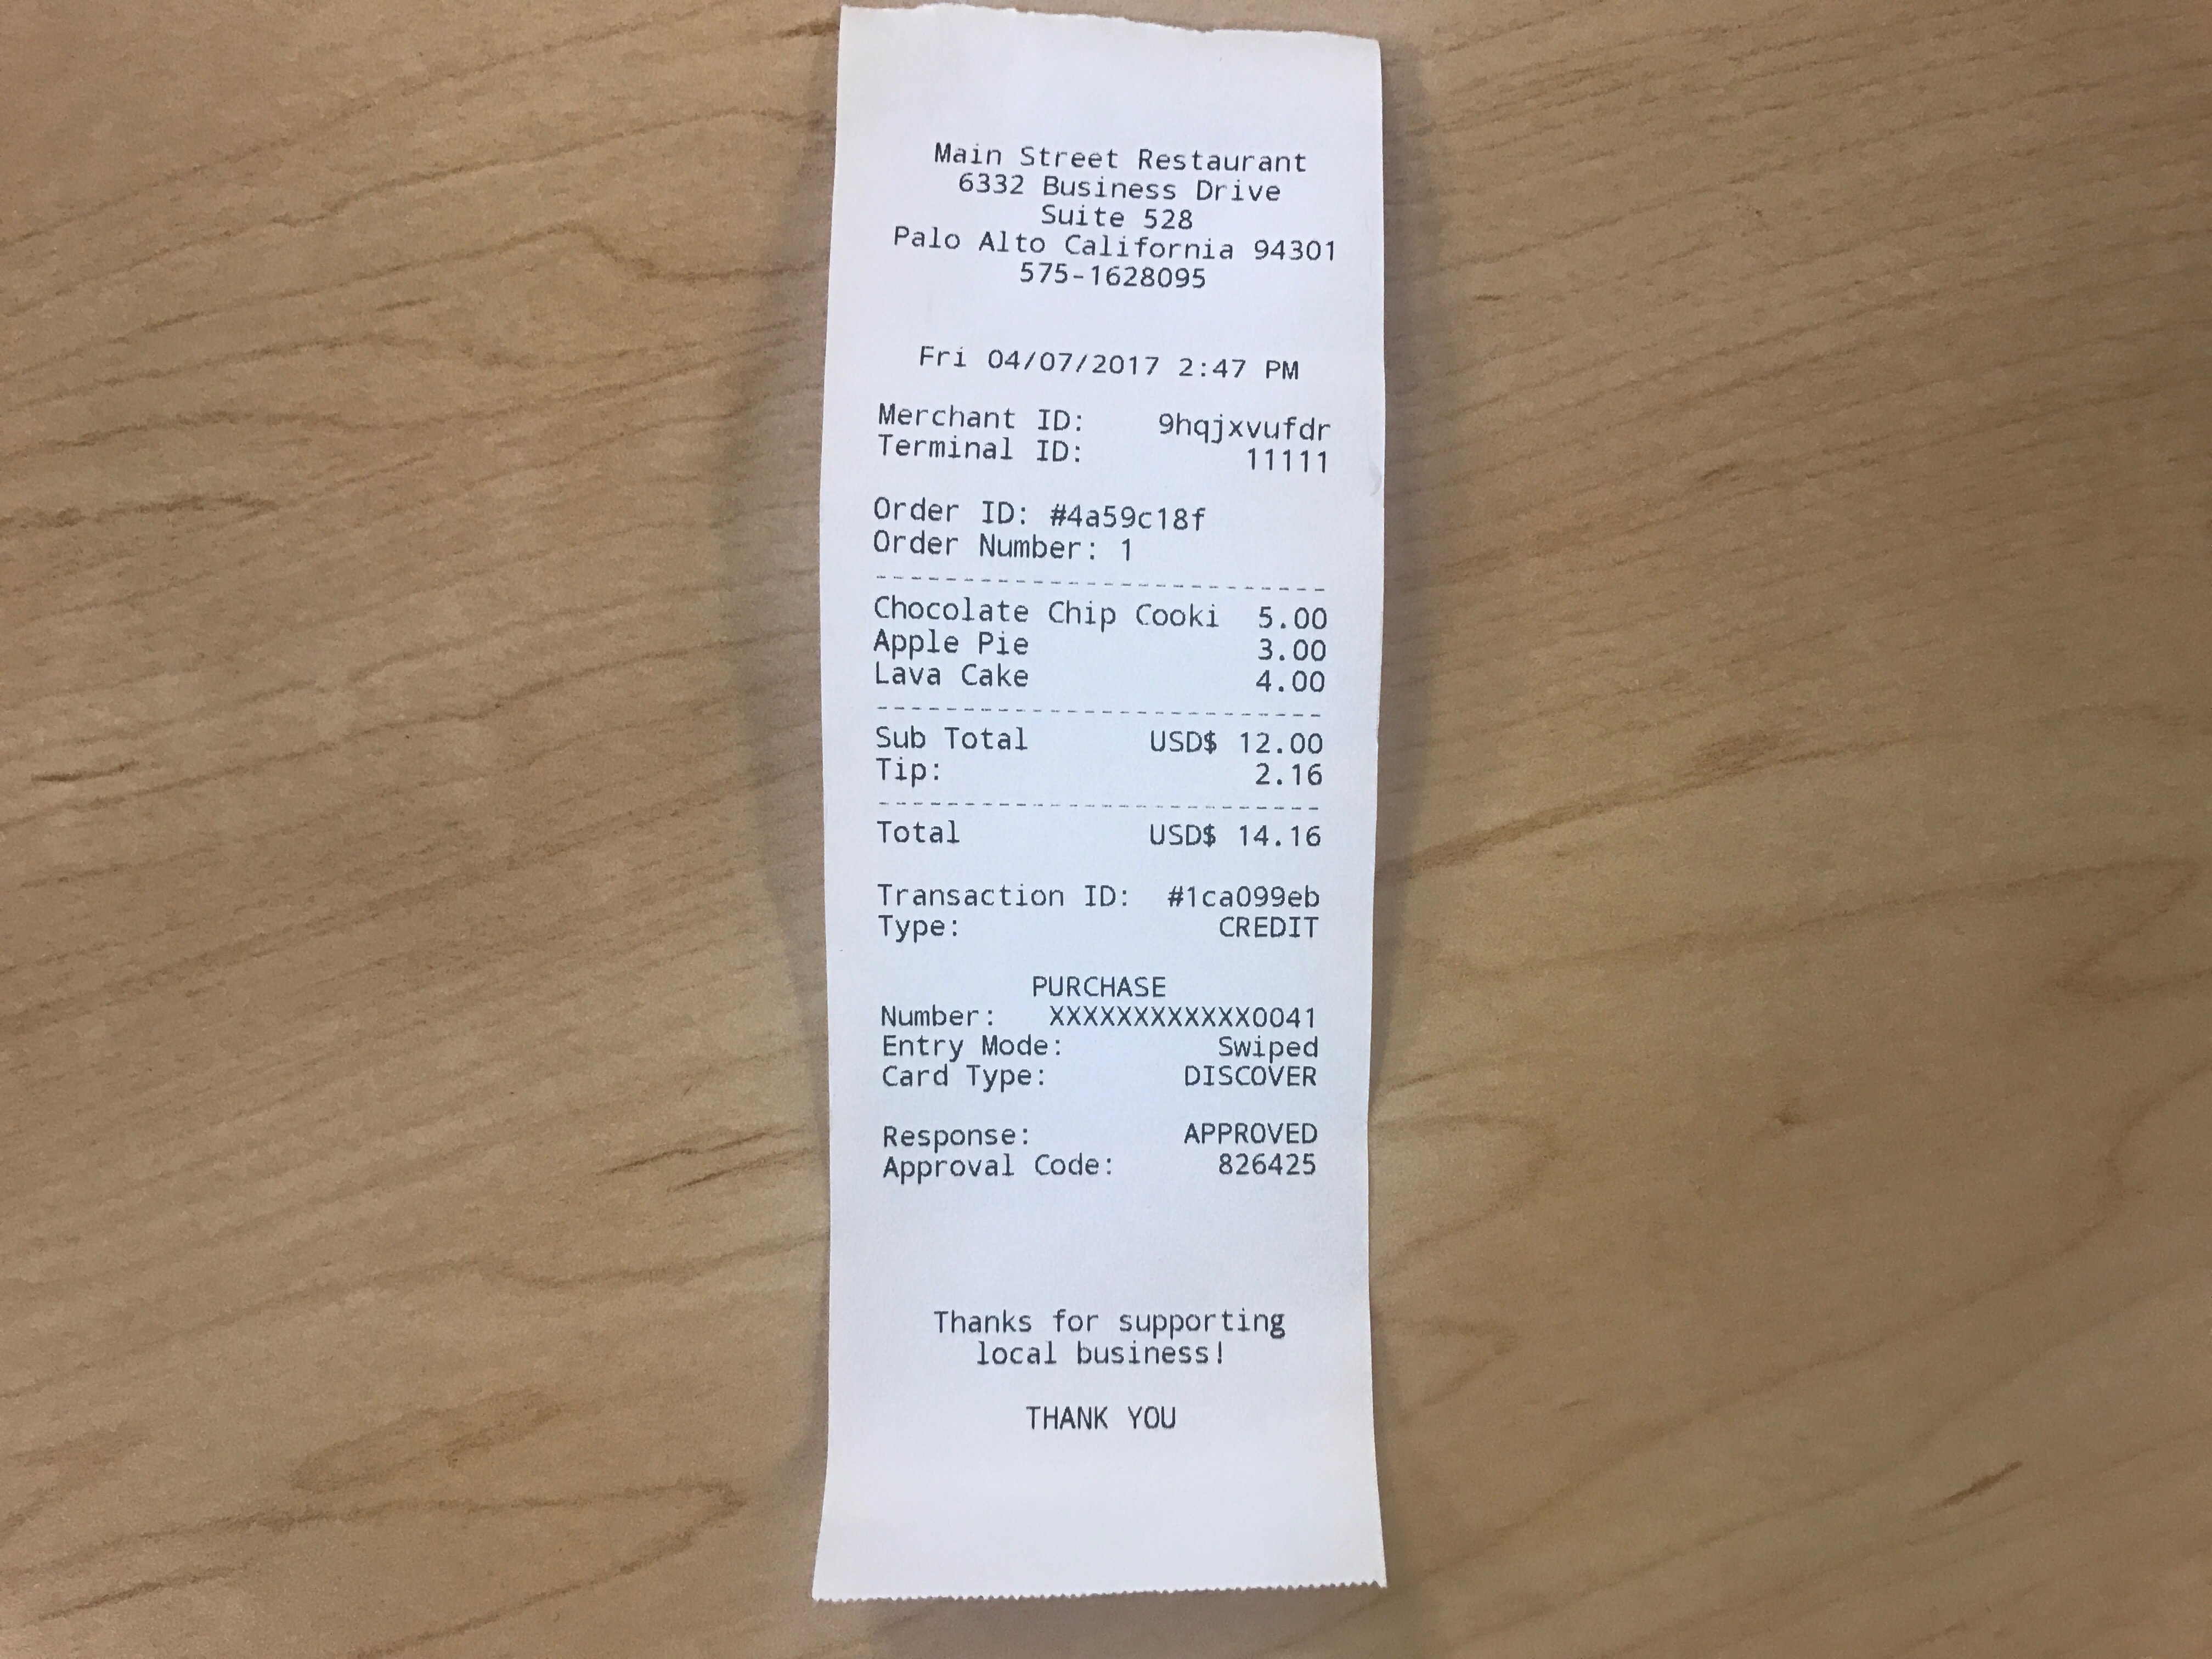 Main Street Restaurant
6332 Business Drive
Suite 528
Palo Alto California 94301
575-1628095
Fri 04/07/2017 2:47 PM
Merchant ID: 9hqjxvufdr
Terminal ID: 11111
Order ID: #4a59c18f
Order Number: 1
Chocolate Chip Cooki 5.00
Apple Pie 3.00
Lava Cake 4.00
Sub Total USD$ 12.00
Tip: 2.16
Total USD$ 14.16
Transaction ID: #1ca099eb
Type: CREDIT
PURCHASE
Number: XXXXXXXXXXXX0041
Entry Mode: Swiped
Card Type: DISCOVER
Response: APPROVED
Approval Code: 826425
Thanks for supporting
local business!
THANK YOU